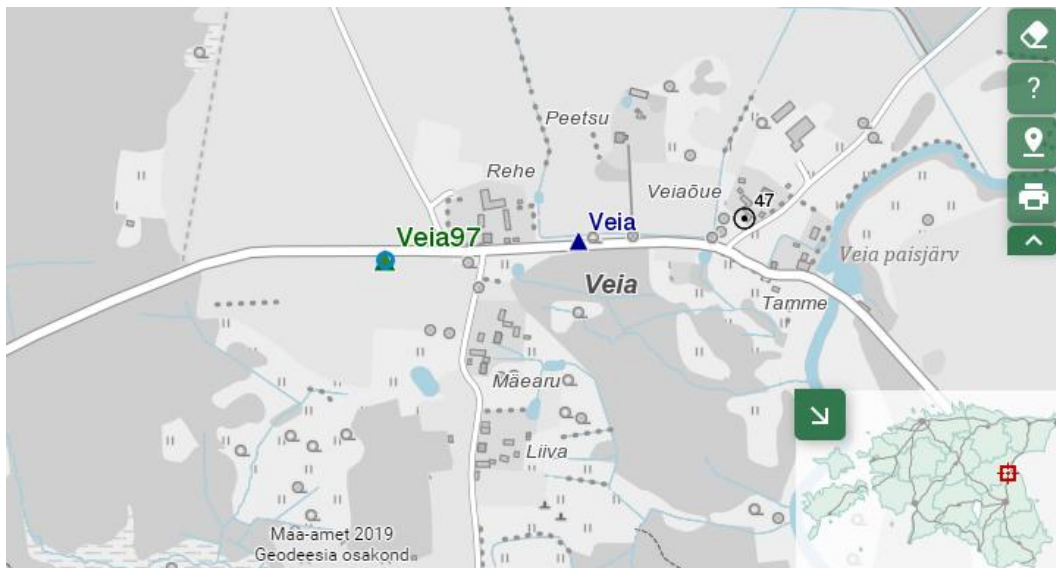 ?
Peetsu
Rehe
Veiaõue
47
Veia97
Veia
Veia
Veia paisjärv
Tamme
Mäearu
Liiva
Maa-amet 2019
Geodeesia osakond